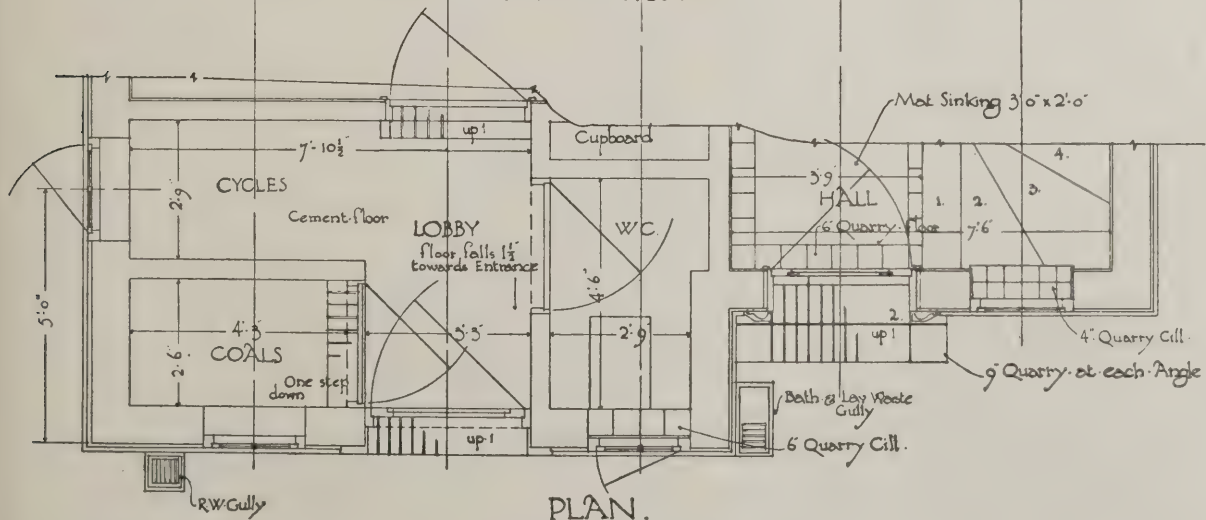 Mat Sinking 3'·0" x 2'·0"
up 1
Cupboard
7'-10½"
4.
3'·9"
3.
CYCLES
2'·9"
HALL
1.
2.
Cement·floor
LOBBY
W.C.
6" Quarry·floor
7'·6"
floor falls 1½"
towards Entrance
4'·6"
5'·0"
2.
up 1
4'·3"
3'·3"
2'·9"
4" Quarry Cill.
COALS
2'·6"
9" Quarry·at·each·Angle
One step
down
Bath & Lav Waste
Gully
up·1
6" Quarry Cill.
R·W·Gully
PLAN.